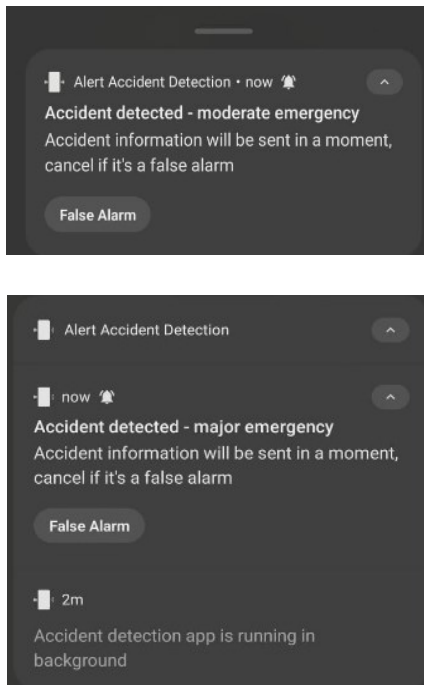 Alert Accident Detection • now
Accident detected - moderate emergency
Accident information will be sent in a moment,
cancel if it's a false alarm
False Alarm
Alert Accident Detection
now
Accident detected - major emergency
Accident information will be sent in a moment,
cancel if it's a false alarm
False Alarm
2m
Accident detection app is running in
background